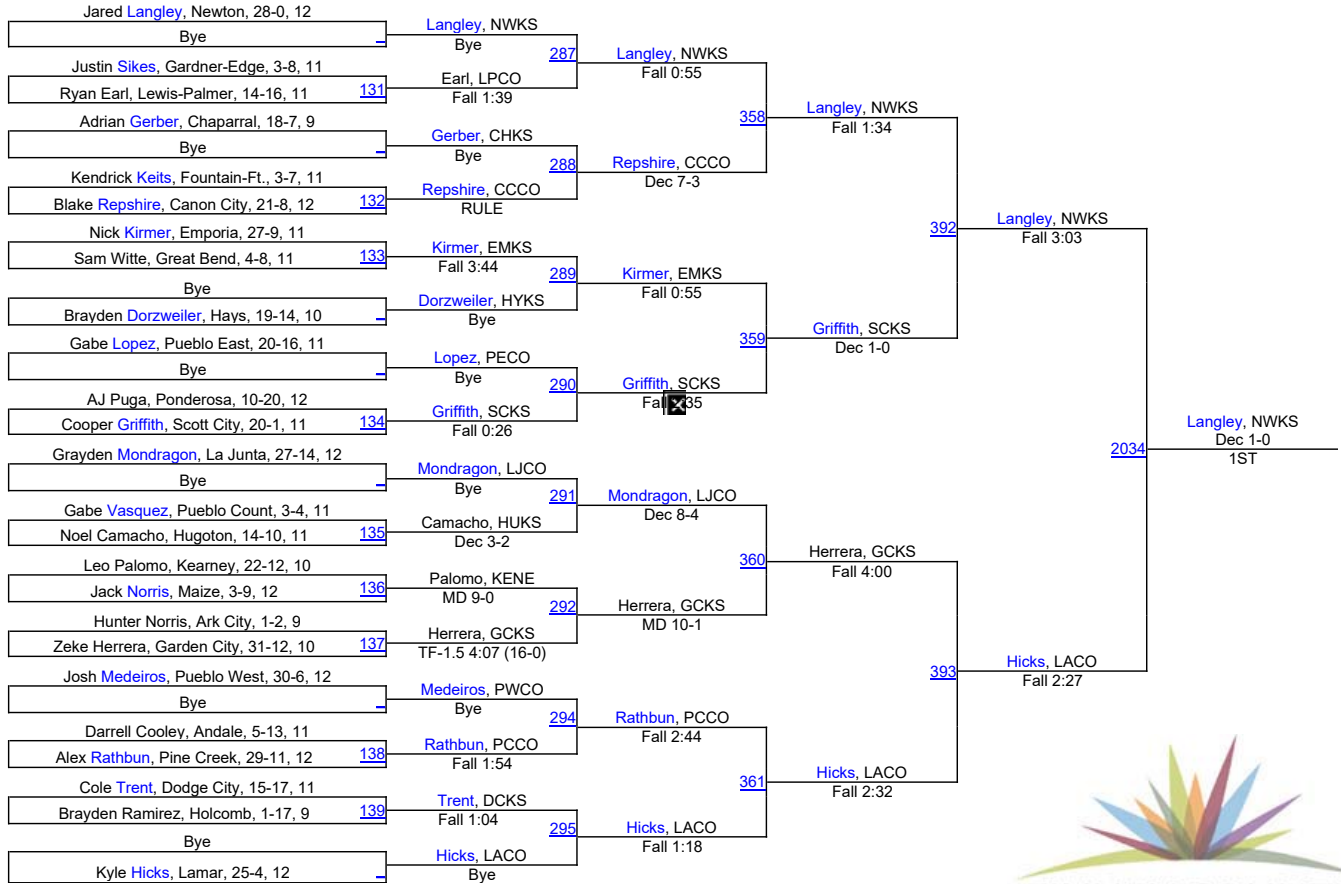 Jared Langley, Newton, 28-0, 12
Bye
Justin Sikes, Gardner-Edge, 3-8, 11
Ryan Earl, Lewis-Palmer, 14-16, 11
131
Adrian Gerber, Chaparral, 18-7, 9
Bye
Kendrick Keits, Fountain-Ft., 3-7, 11
Blake Repshire, Canon City, 21-8, 12
132
Nick Kirmer, Emporia, 27-9, 11
Sam Witte, Great Bend, 4-8, 11
133
Bye
Brayden Dorzweiler, Hays, 19-14, 10
Gabe Lopez, Pueblo East, 20-16, 11
Bye
AJ Puga, Ponderosa, 10-20, 12
Cooper Griffith, Scott City, 20-1, 11
134
Grayden Mondragon, La Junta, 27-14, 12
Bye
Gabe Vasquez, Pueblo Count, 3-4, 11
Noel Camacho, Hugoton, 14-10, 11
135
Leo Palomo, Kearney, 22-12, 10
Jack Norris, Maize, 3-9, 12
136
Hunter Norris, Ark City, 1-2, 9
Zeke Herrera, Garden City, 31-12, 10
137
Josh Medeiros, Pueblo West, 30-6, 12
Bye
Darrell Cooley, Andale, 5-13, 11
Alex Rathbun, Pine Creek, 29-11, 12
138
Cole Trent, Dodge City, 15-17, 11
Brayden Ramirez, Holcomb, 1-17, 9
139
Bye
Kyle Hicks, Lamar, 25-4, 12
Langley, NWKS
Bye
287
Earl, LPCO
Fall 1:39
Gerber, CHKS
Bye
288
Repshire, CCCO
RULE
Kirmer, EMKS
Fall 3:44
289
Dorzweiler, HYKS
Bye
Lopez, PECO
Bye
290
Griffith, SCKS
Fall 0:26
Mondragon, LJCO
Bye
291
Camacho, HUKS
Dec 3-2
Palomo, KENE
MD 9-0
292
Herrera, GCKS
TF-1.5 4:07 (16-0)
Medeiros, PWCO
Bye
294
Rathbun, PCCO
Fall 1:54
Trent, DCKS
Fall 1:04
295
Hicks, LACO
Bye
Langley, NWKS
Fall 0:55
358
Repshire, CCCO
Dec 7-3
Kirmer, EMKS
Fall 0:55
359
Griffith, SCKS
35
Mondragon, LJCO
Dec 8-4
360
Herrera, GCKS
MD 10-1
Rathbun, PCCO
Fall 2:44
361
Hicks, LACO
Fall 1:18
Langley, NWKS
Fall 1:34
392
Griffith, SCKS
Dec 1-0
Herrera, GCKS
Fall 4:00
393
Hicks, LACO
Fall 2:32
Langley, NWKS
Fall 3:03
2034
Hicks, LACO
Fall 2:27
Langley, NWKS
Dec 1-0
1ST